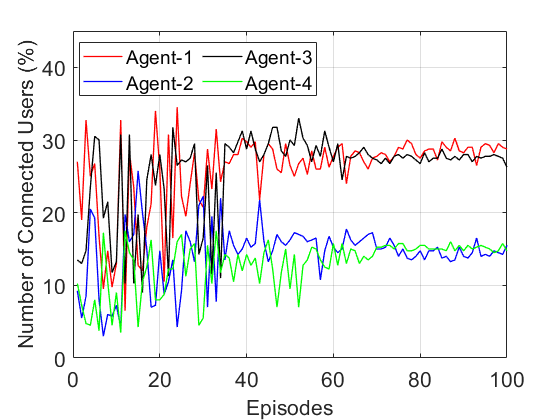 Number of Connected Users (%)
40
30
20
10
0
Agent-1
Agent-3
Agent-2
Agent-4
0 20 40 60 80 100
Episodes